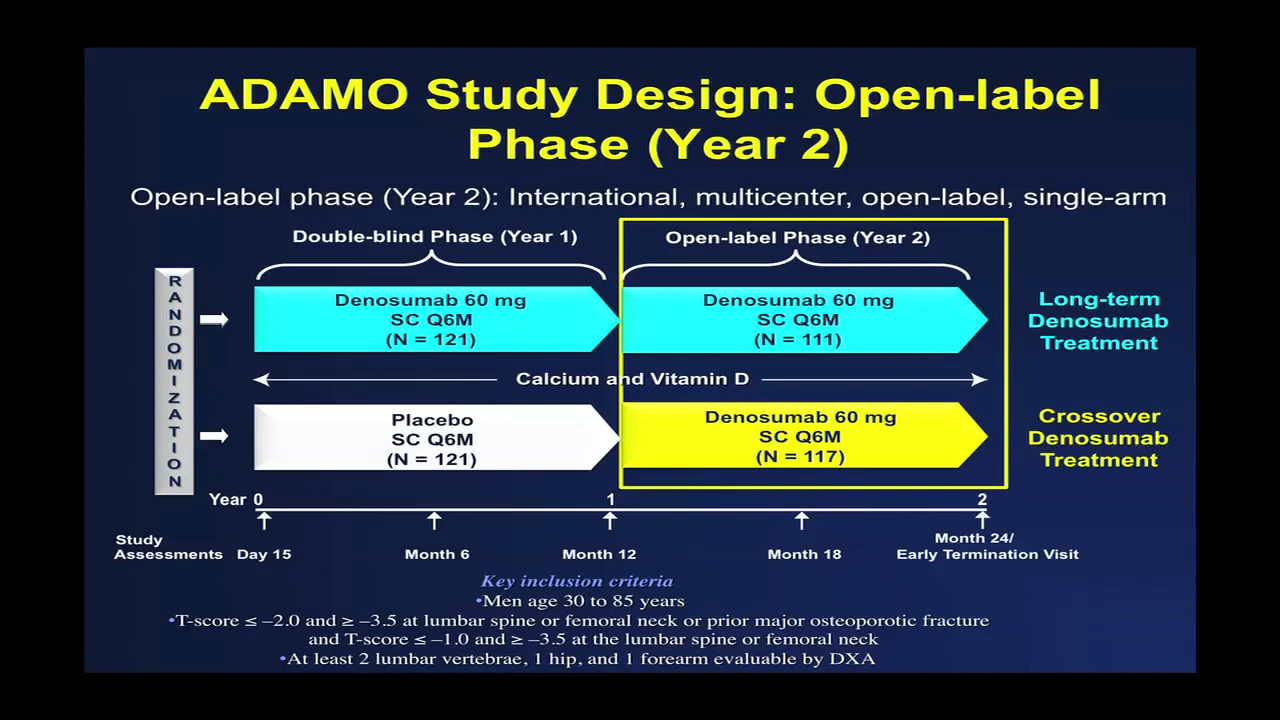 ADAMO Study Design: Open-label
Phase (Year 2)
Open-label phase (Year 2): International, multicenter, open-label, single-arm
Double-blind Phase (Year 1)
Open-label Phase (Year 2)
RANDOMIZATION
Denosumab 60 mg
SC Q6M
(N = 121)
Denosumab 60 mg
SC Q6M
(N = 111)
Long-term
Denosumab
Treatment
Calcium and Vitamin D
Placebo
SC Q6M
(N = 121)
Denosumab 60 mg
SC Q6M
(N = 117)
Crossover
Denosumab
Treatment
Year 0 1 2
Study
Assessments
Day 15
Month 6
Month 12
Month 18
Month 24/
Early Termination Visit
Key inclusion criteria
•Men age 30 to 85 years
•T-score ≤ –2.0 and ≥ –3.5 at lumbar spine or femoral neck or prior major osteoporotic fracture
and T-score ≤ –1.0 and ≥ –3.5 at the lumbar spine or femoral neck
•At least 2 lumbar vertebrae, 1 hip, and 1 forearm evaluable by DXA